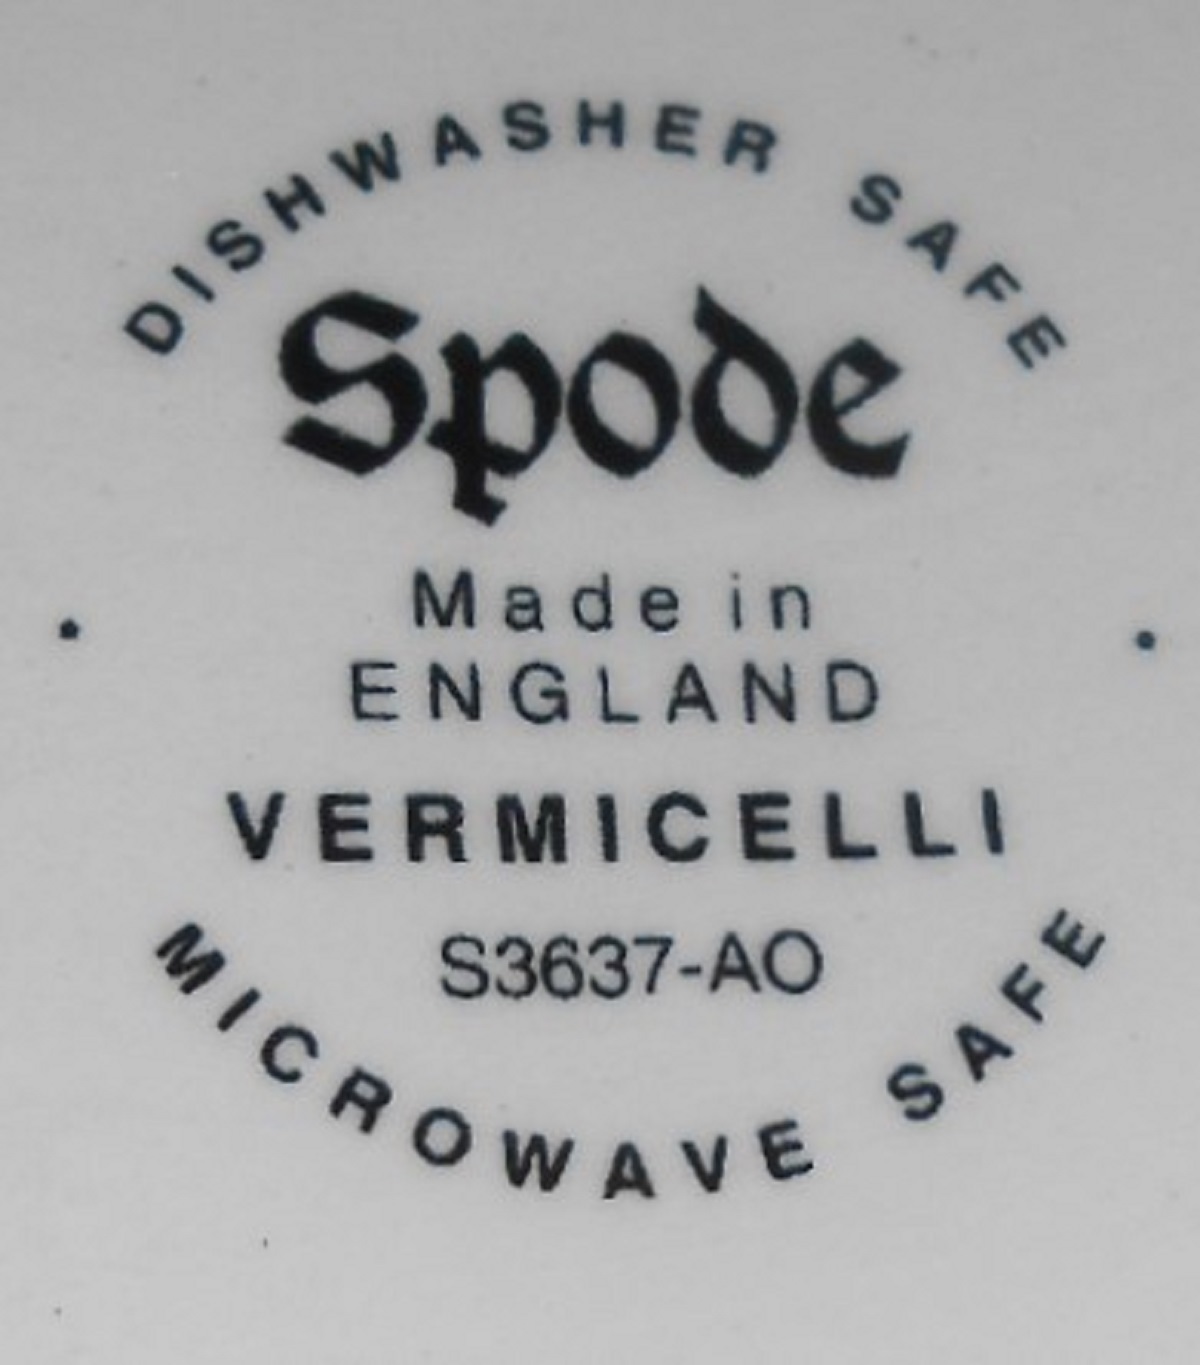 DISHWASHER SAFE
Spode
Made in
ENGLAND
VERMICELLI
S3637-AO
MICROWAVE SAFE